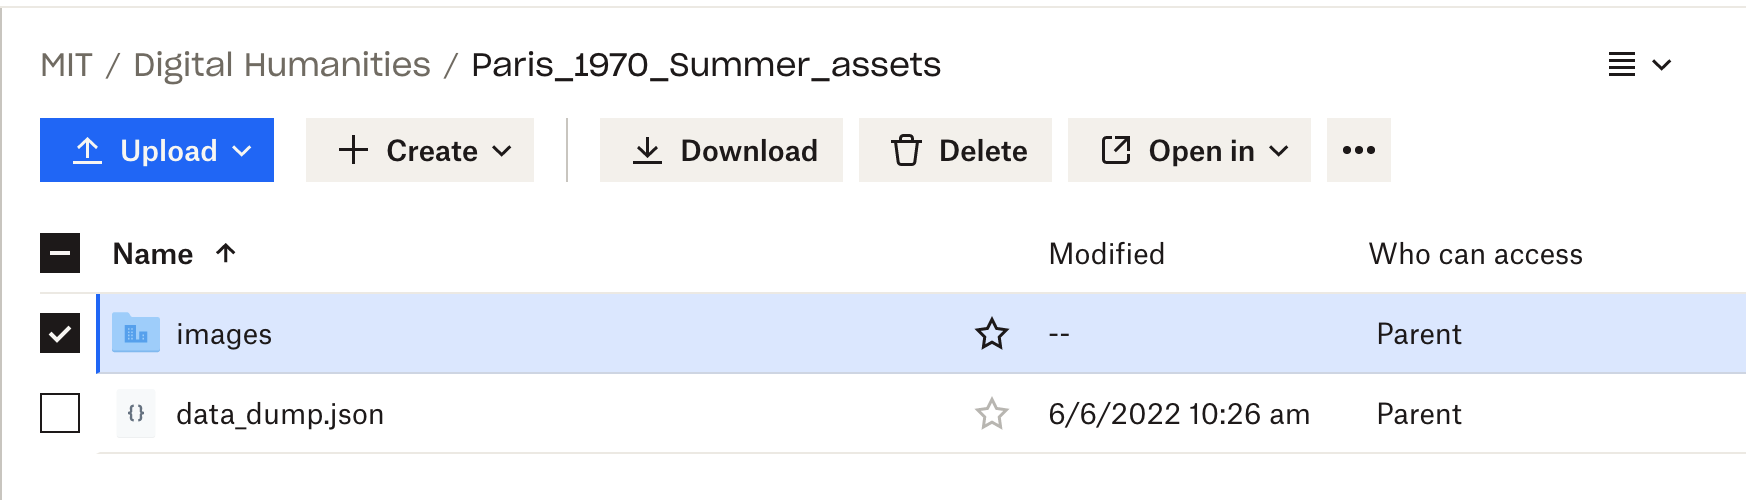 MIT / Digital Humanities / Paris_1970_Summer_assets
Upload Create Download Delete Open in
Name Modified Who can access
images -- Parent
{} data_dump.json 6/6/2022 10:26 am Parent